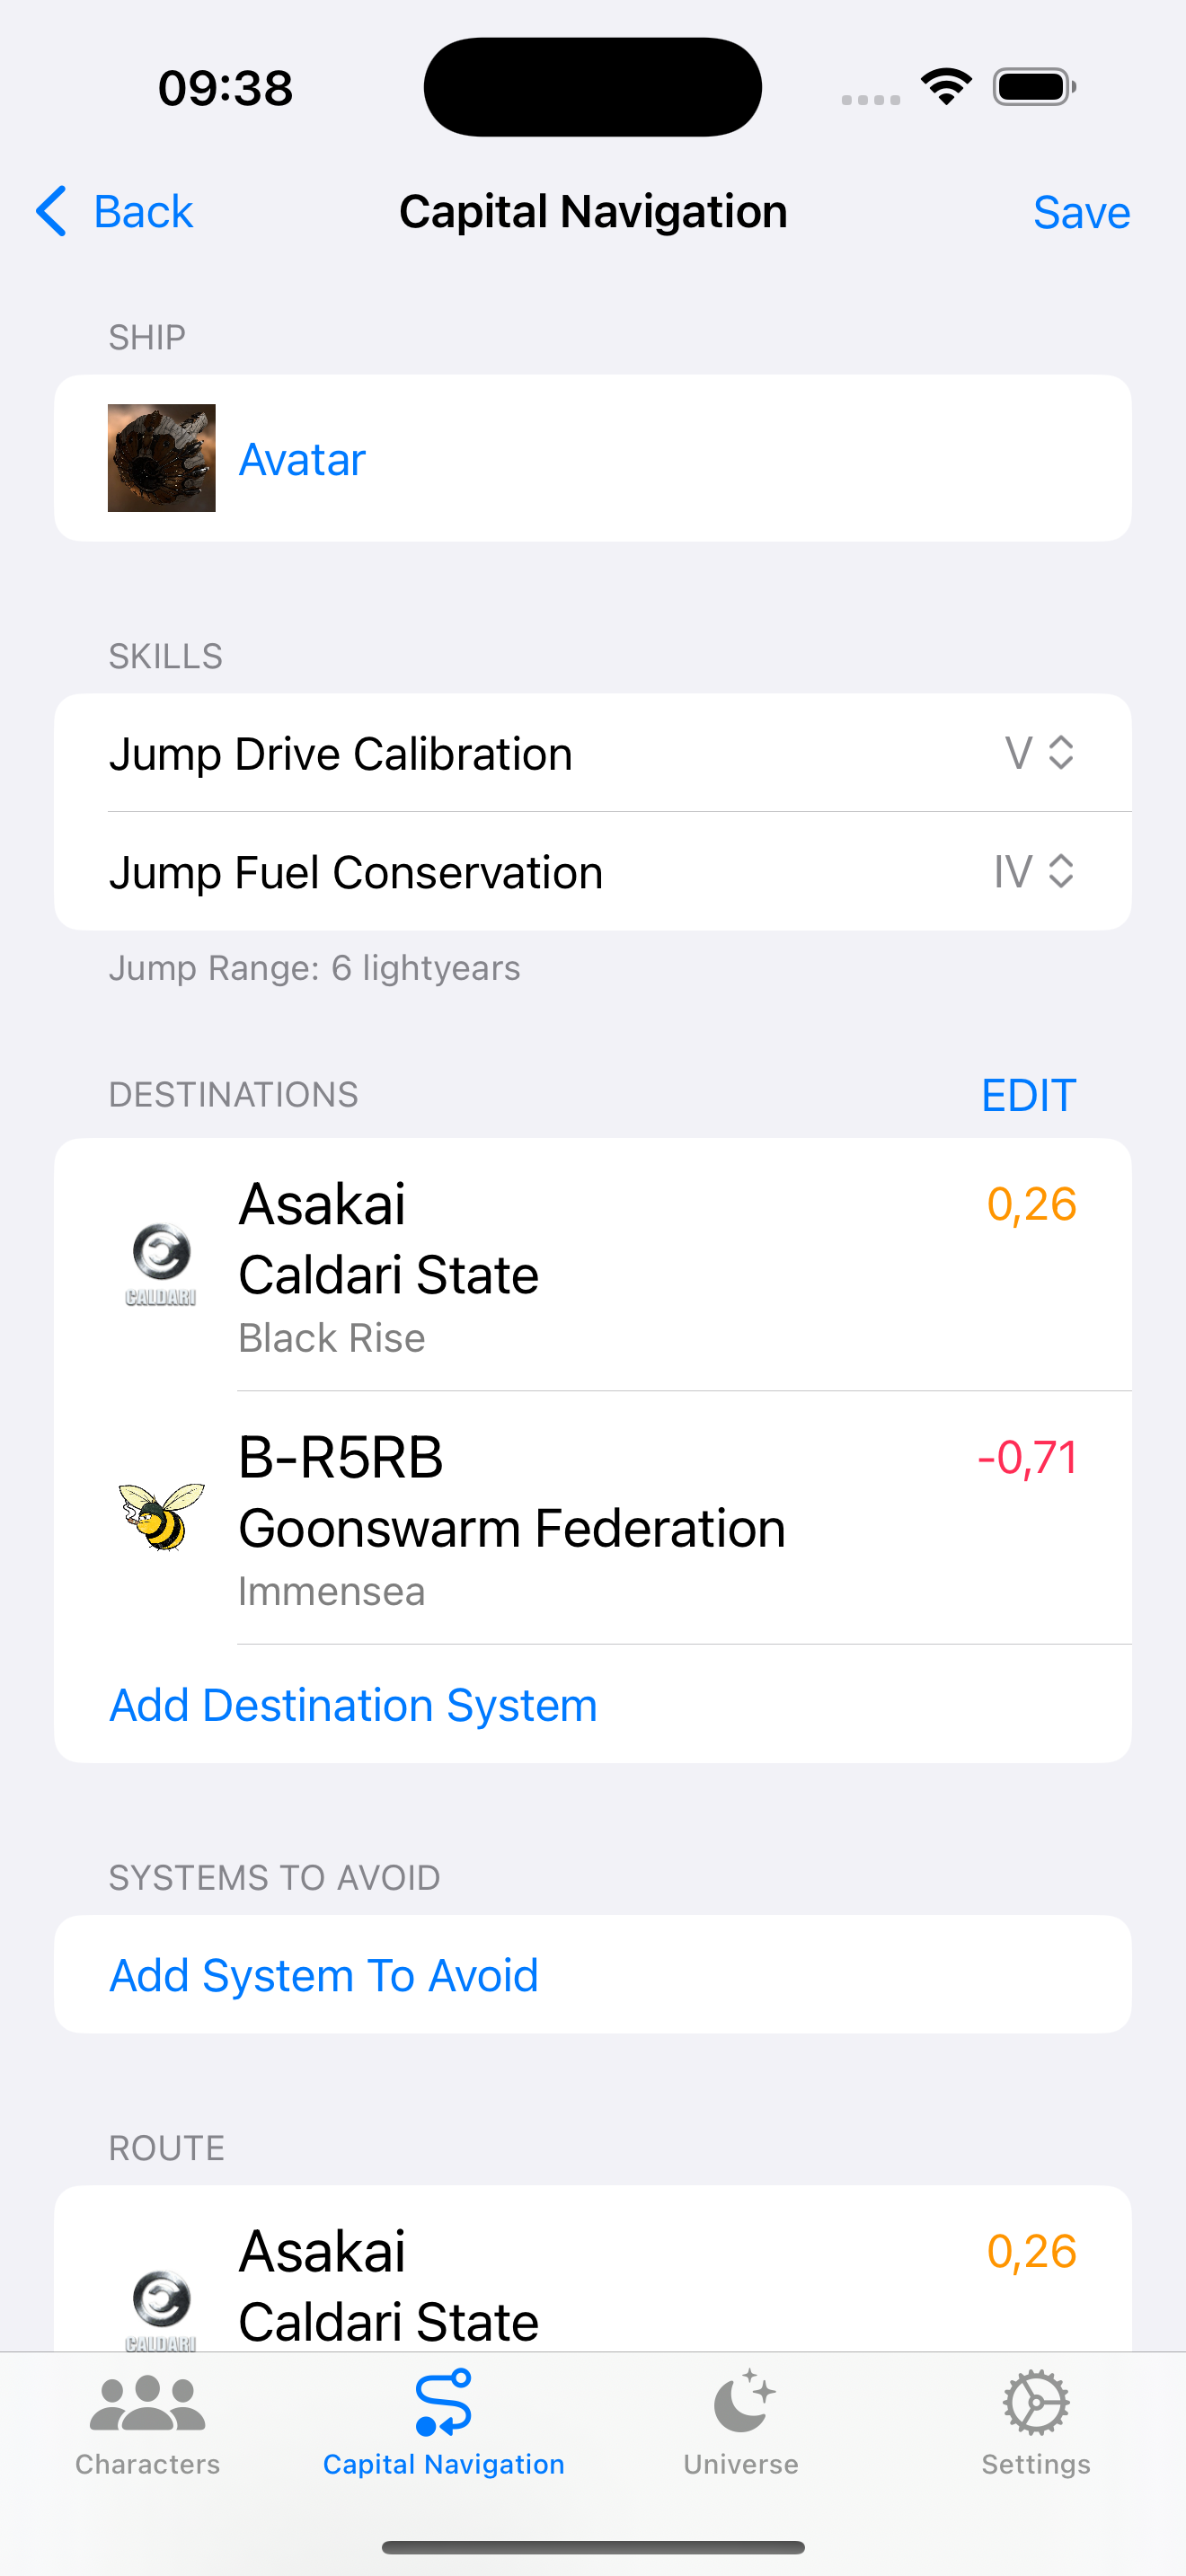 09:38
Back
Capital Navigation
Save
SHIP
Avatar
SKILLS
Jump Drive Calibration
V
Jump Fuel Conservation
IV
Jump Range: 6 lightyears
DESTINATIONS
EDIT
Asakai
0,26
CALDARI
Caldari State
Black Rise
B-R5RB
-0,71
Goonswarm Federation
Immensea
Add Destination System
SYSTEMS TO AVOID
Add System To Avoid
ROUTE
Asakai
0,26
CALDARI
Caldari State
Characters
Capital Navigation
Universe
Settings